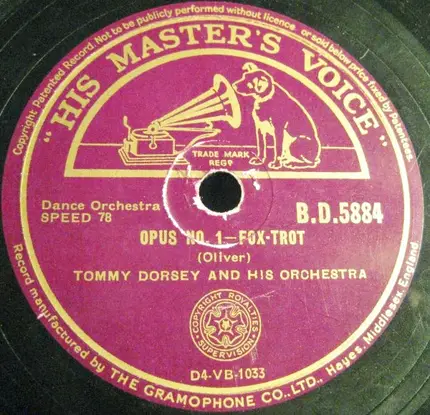 Copyright Patented Record. Not to be publicly performed without licence or sold below price fixed by Patentees.
"HIS MASTER'S VOICE"
TRADE MARK
REGD
Dance Orchestra
SPEED 78
B.D.5884
OPUS NO. 1—FOX-TROT
(Oliver)
TOMMY DORSEY AND HIS ORCHESTRA
COPYRIGHT ROYALTIES
SUPERVISION
D4-VB-1033
Record manufactured by THE GRAMOPHONE CO., LTD., Hayes, Middlesex, England.